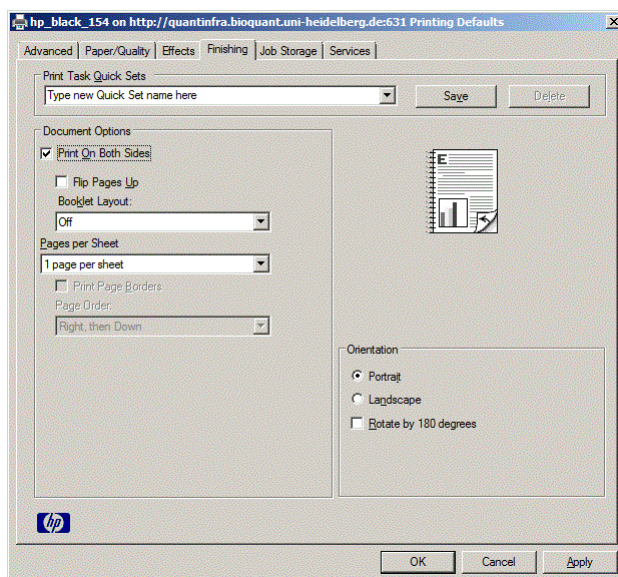 hp_black_154 on http://quantinfra.bioquant.uni-heidelberg.de:631 Printing Defaults
Advanced Paper/Quality Effects Finishing Job Storage Services
Print Task Quick Sets
Type new Quick Set name here
Save
Delete
Document Options
Print On Both Sides
Flip Pages Up
Booklet Layout:
Off
Pages per Sheet
1 page per sheet
Print Page Borders
Page Order:
Right, then Down
E
Orientation
Portrait
Landscape
Rotate by 180 degrees
hp
OK Cancel Apply